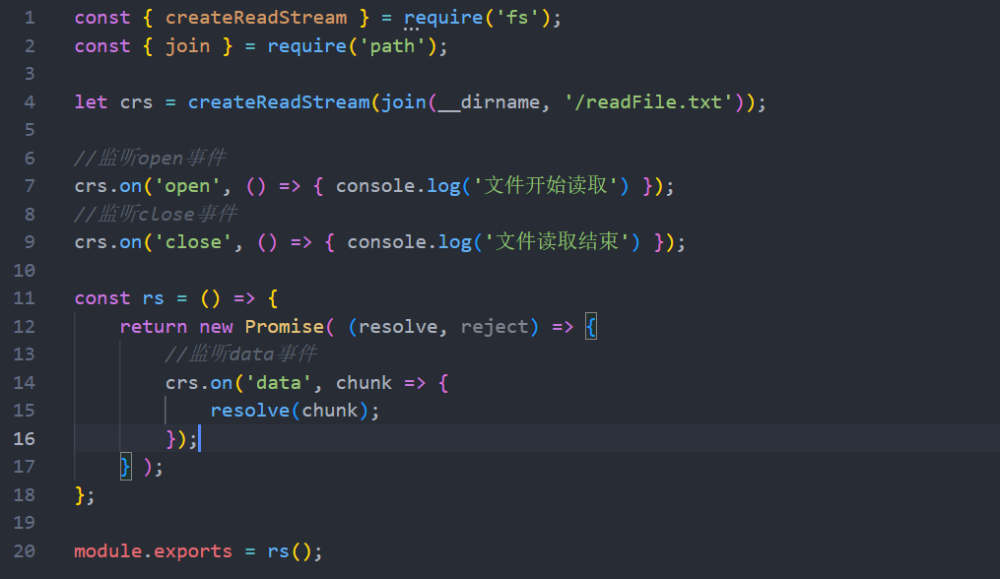 1 const { createReadStream } = require('fs');
2 const { join } = require('path');
3
4 let crs = createReadStream(join(__dirname, '/readFile.txt'));
5
6 //监听open事件
7 crs.on('open', () => { console.log('文件开始读取') });
8 //监听close事件
9 crs.on('close', () => { console.log('文件读取结束') });
10
11 const rs = () => {
12     return new Promise( (resolve, reject) => {
13         //监听data事件
14         crs.on('data', chunk => {
15             resolve(chunk);
16         });
17     } );
18 };
19
20 module.exports = rs();